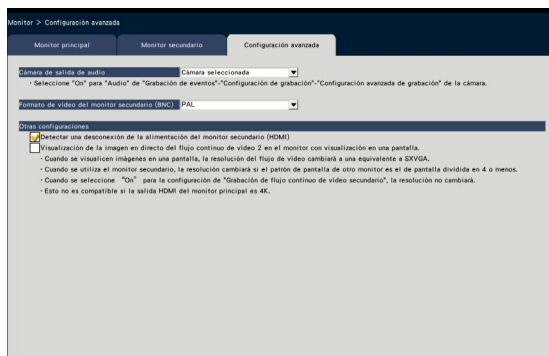 Monitor > Configuración avanzada
Monitor principal
Monitor secundario
Configuración avanzada
Cámara de salida de audio
Cámara seleccionada
· Seleccione "On" para "Audio" de "Grabación de eventos"-"Configuración de grabación"-"Configuración avanzada de grabación" de la cámara.
Formato de vídeo del monitor secundario (BNC)
PAL
Otras configuraciones
Detectar una desconexión de la alimentación del monitor secundario (HDMI)
Visualización de la imagen en directo del flujo continuo de vídeo 2 en el monitor con visualización en una pantalla.
· Cuando se visualicen imágenes en una pantalla, la resolución del flujo de vídeo cambiará a una equivalente a SXVGA.
· Cuando se utiliza el monitor secundario, la resolución cambiará si el patrón de pantalla de otro monitor es el de pantalla dividida en 4 o menos.
· Cuando se seleccione "On" para la configuración de "Grabación de flujo continuo de vídeo secundario", la resolución no cambiará.
· Esto no es compatible si la salida HDMI del monitor principal es 4K.